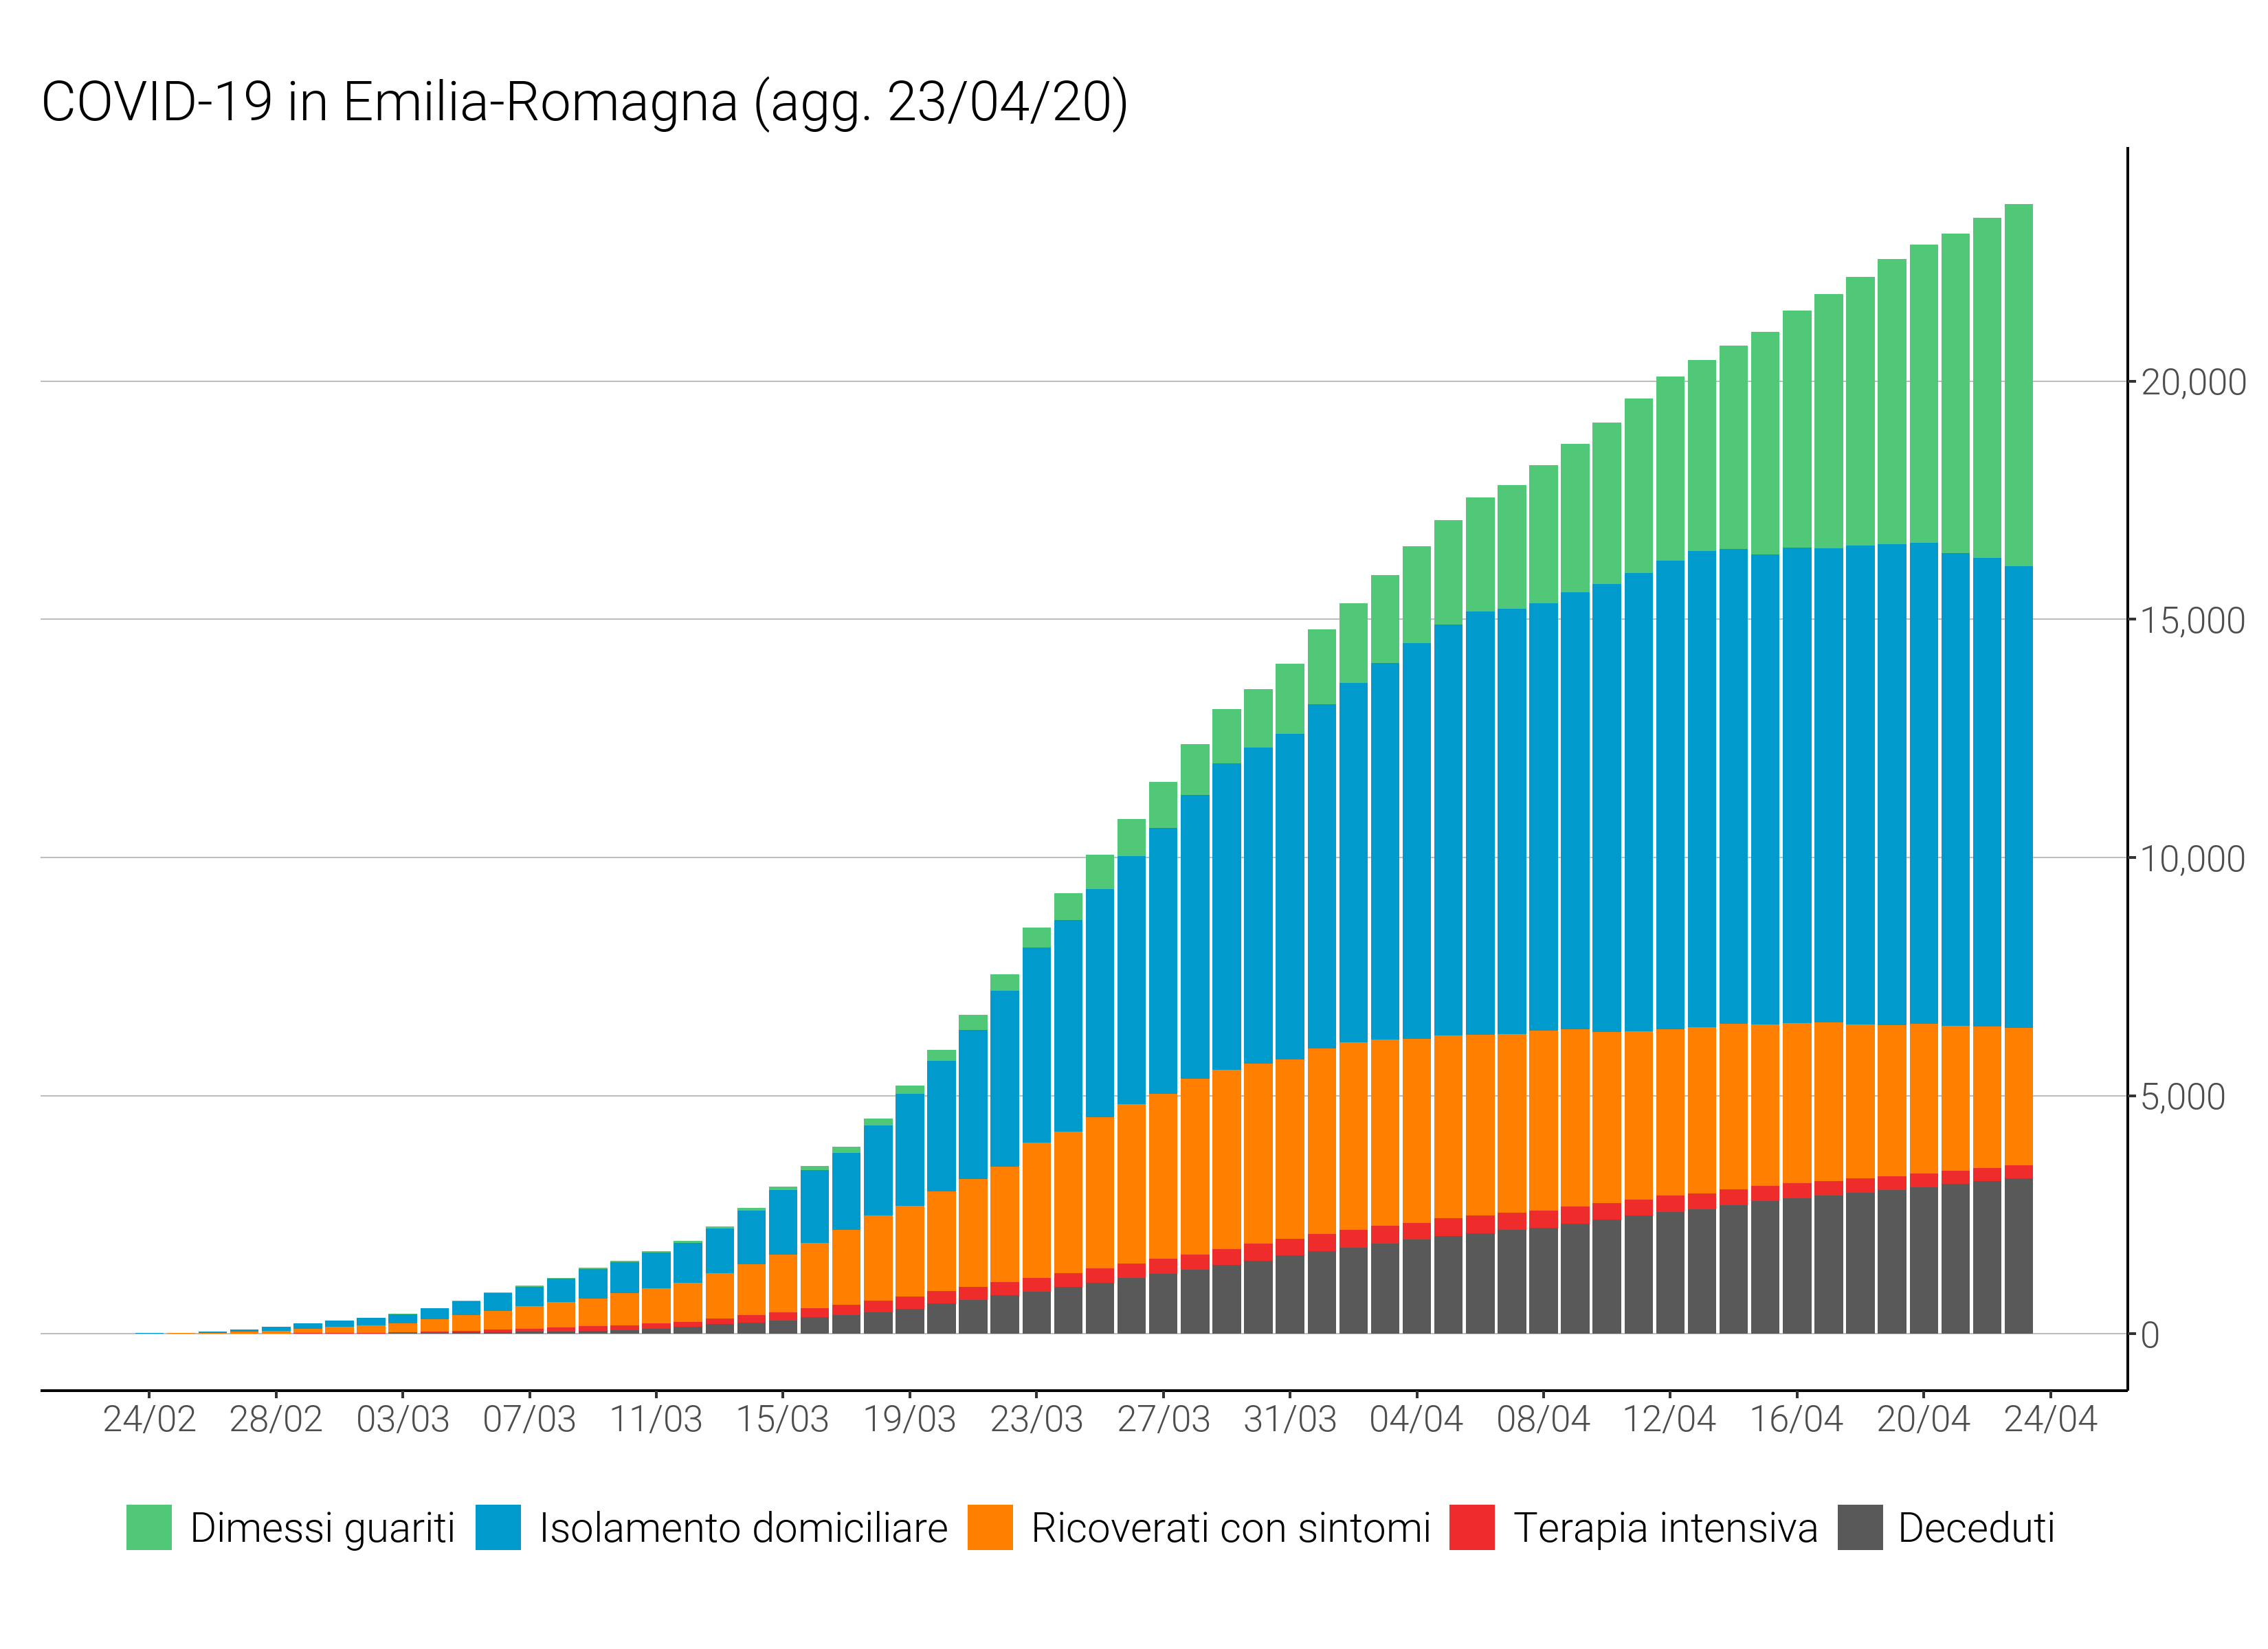 COVID-19 in Emilia-Romagna (agg. 23/04/20)
20,000
15,000
10,000
5,000
0
24/02 28/02 03/03 07/03 11/03 15/03 19/03 23/03 27/03 31/03 04/04 08/04 12/04 16/04 20/04 24/04
Dimessi guariti Isolamento domiciliare Ricoverati con sintomi Terapia intensiva Deceduti